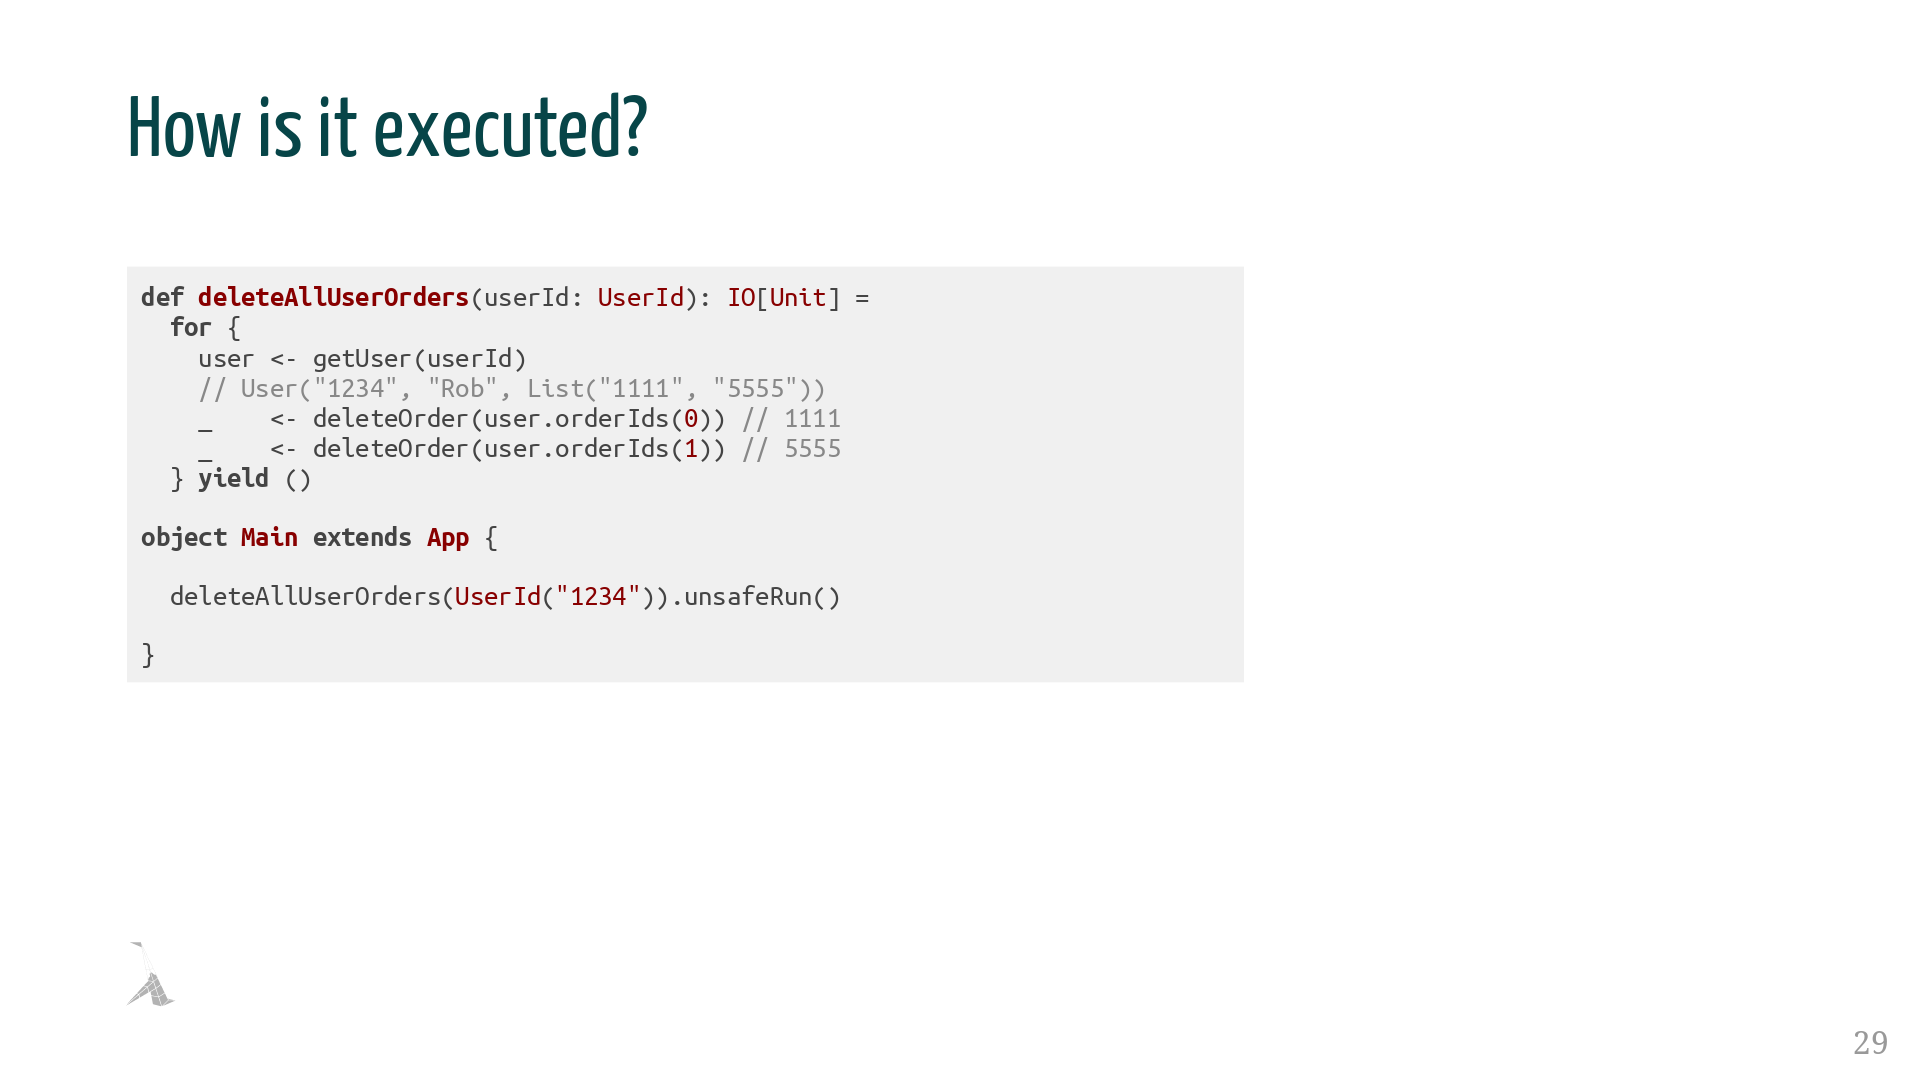 How is it executed?
def deleteAllUserOrders(userId: UserId): IO[Unit] =
  for {
    user <- getUser(userId)
    // User("1234", "Rob", List("1111", "5555"))
    _    <- deleteOrder(user.orderIds(0)) // 1111
    _    <- deleteOrder(user.orderIds(1)) // 5555
  } yield ()
object Main extends App {
  deleteAllUserOrders(UserId("1234")).unsafeRun()
}
29